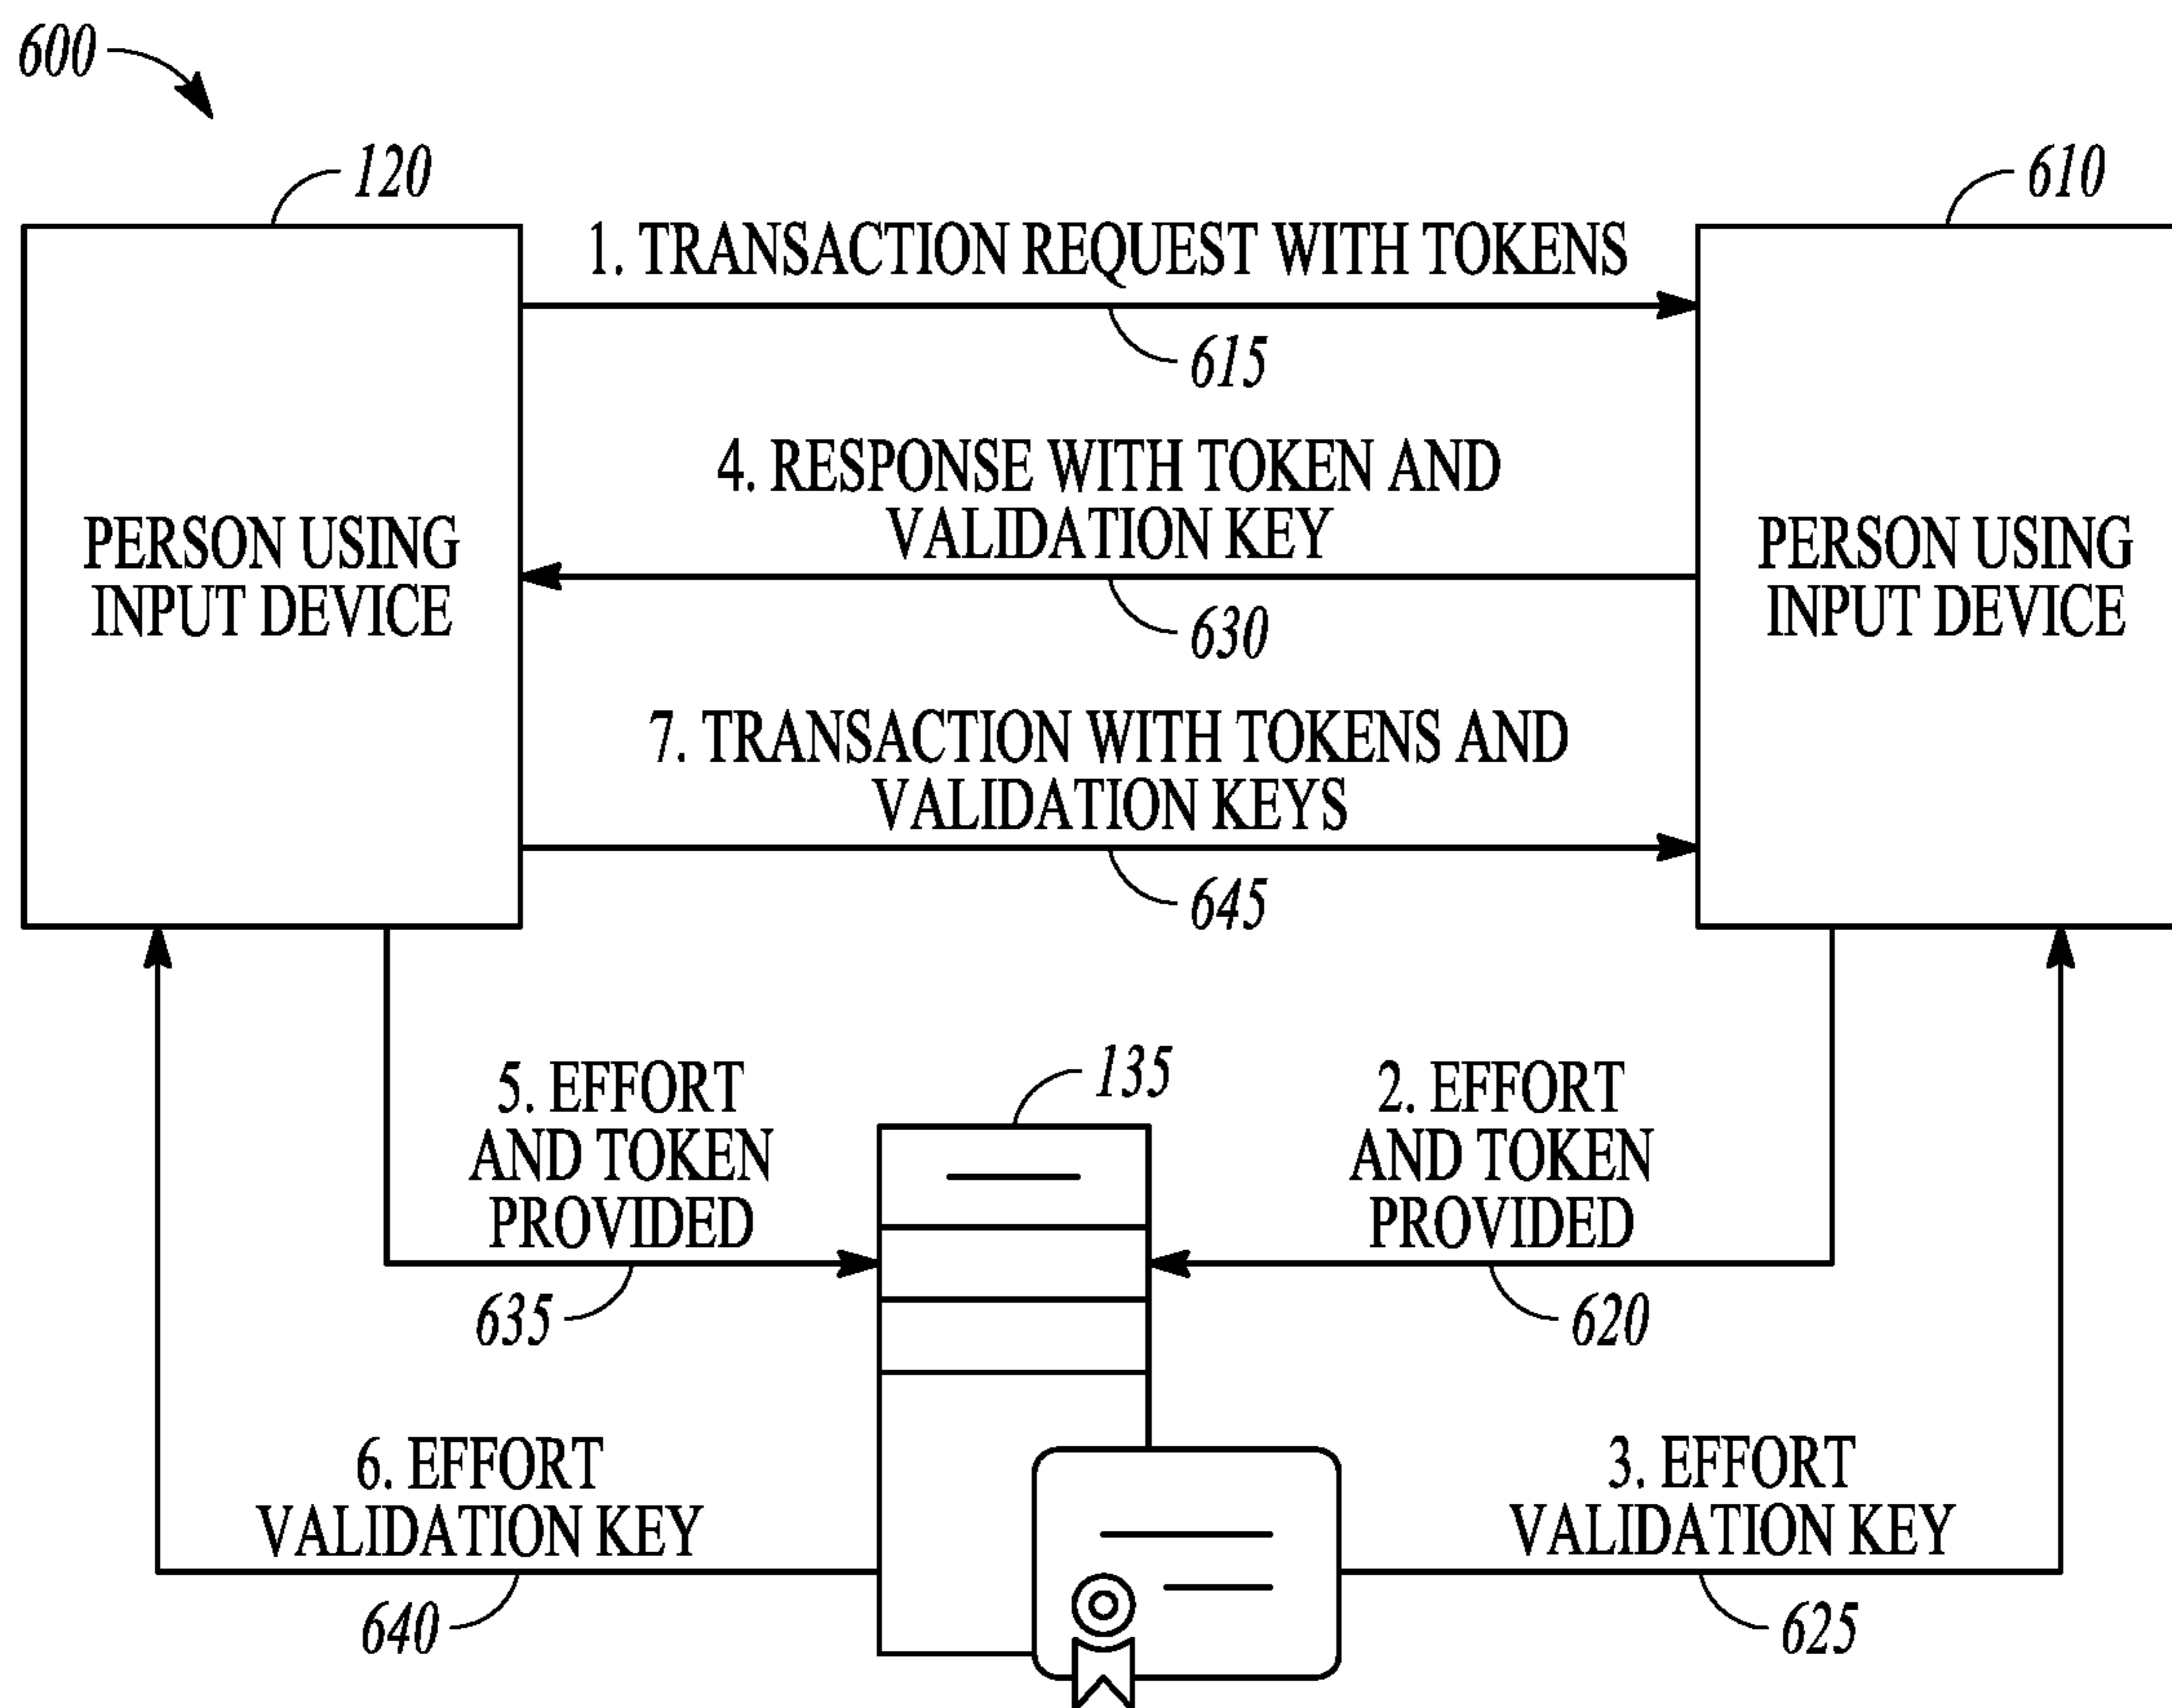 600
120
610
1. TRANSACTION REQUEST WITH TOKENS
615
4. RESPONSE WITH TOKEN AND
VALIDATION KEY
630
PERSON USING
INPUT DEVICE
PERSON USING
INPUT DEVICE
7. TRANSACTION WITH TOKENS AND
VALIDATION KEYS
645
5. EFFORT
AND TOKEN
PROVIDED
635
135
2. EFFORT
AND TOKEN
PROVIDED
620
6. EFFORT
VALIDATION KEY
640
3. EFFORT
VALIDATION KEY
625